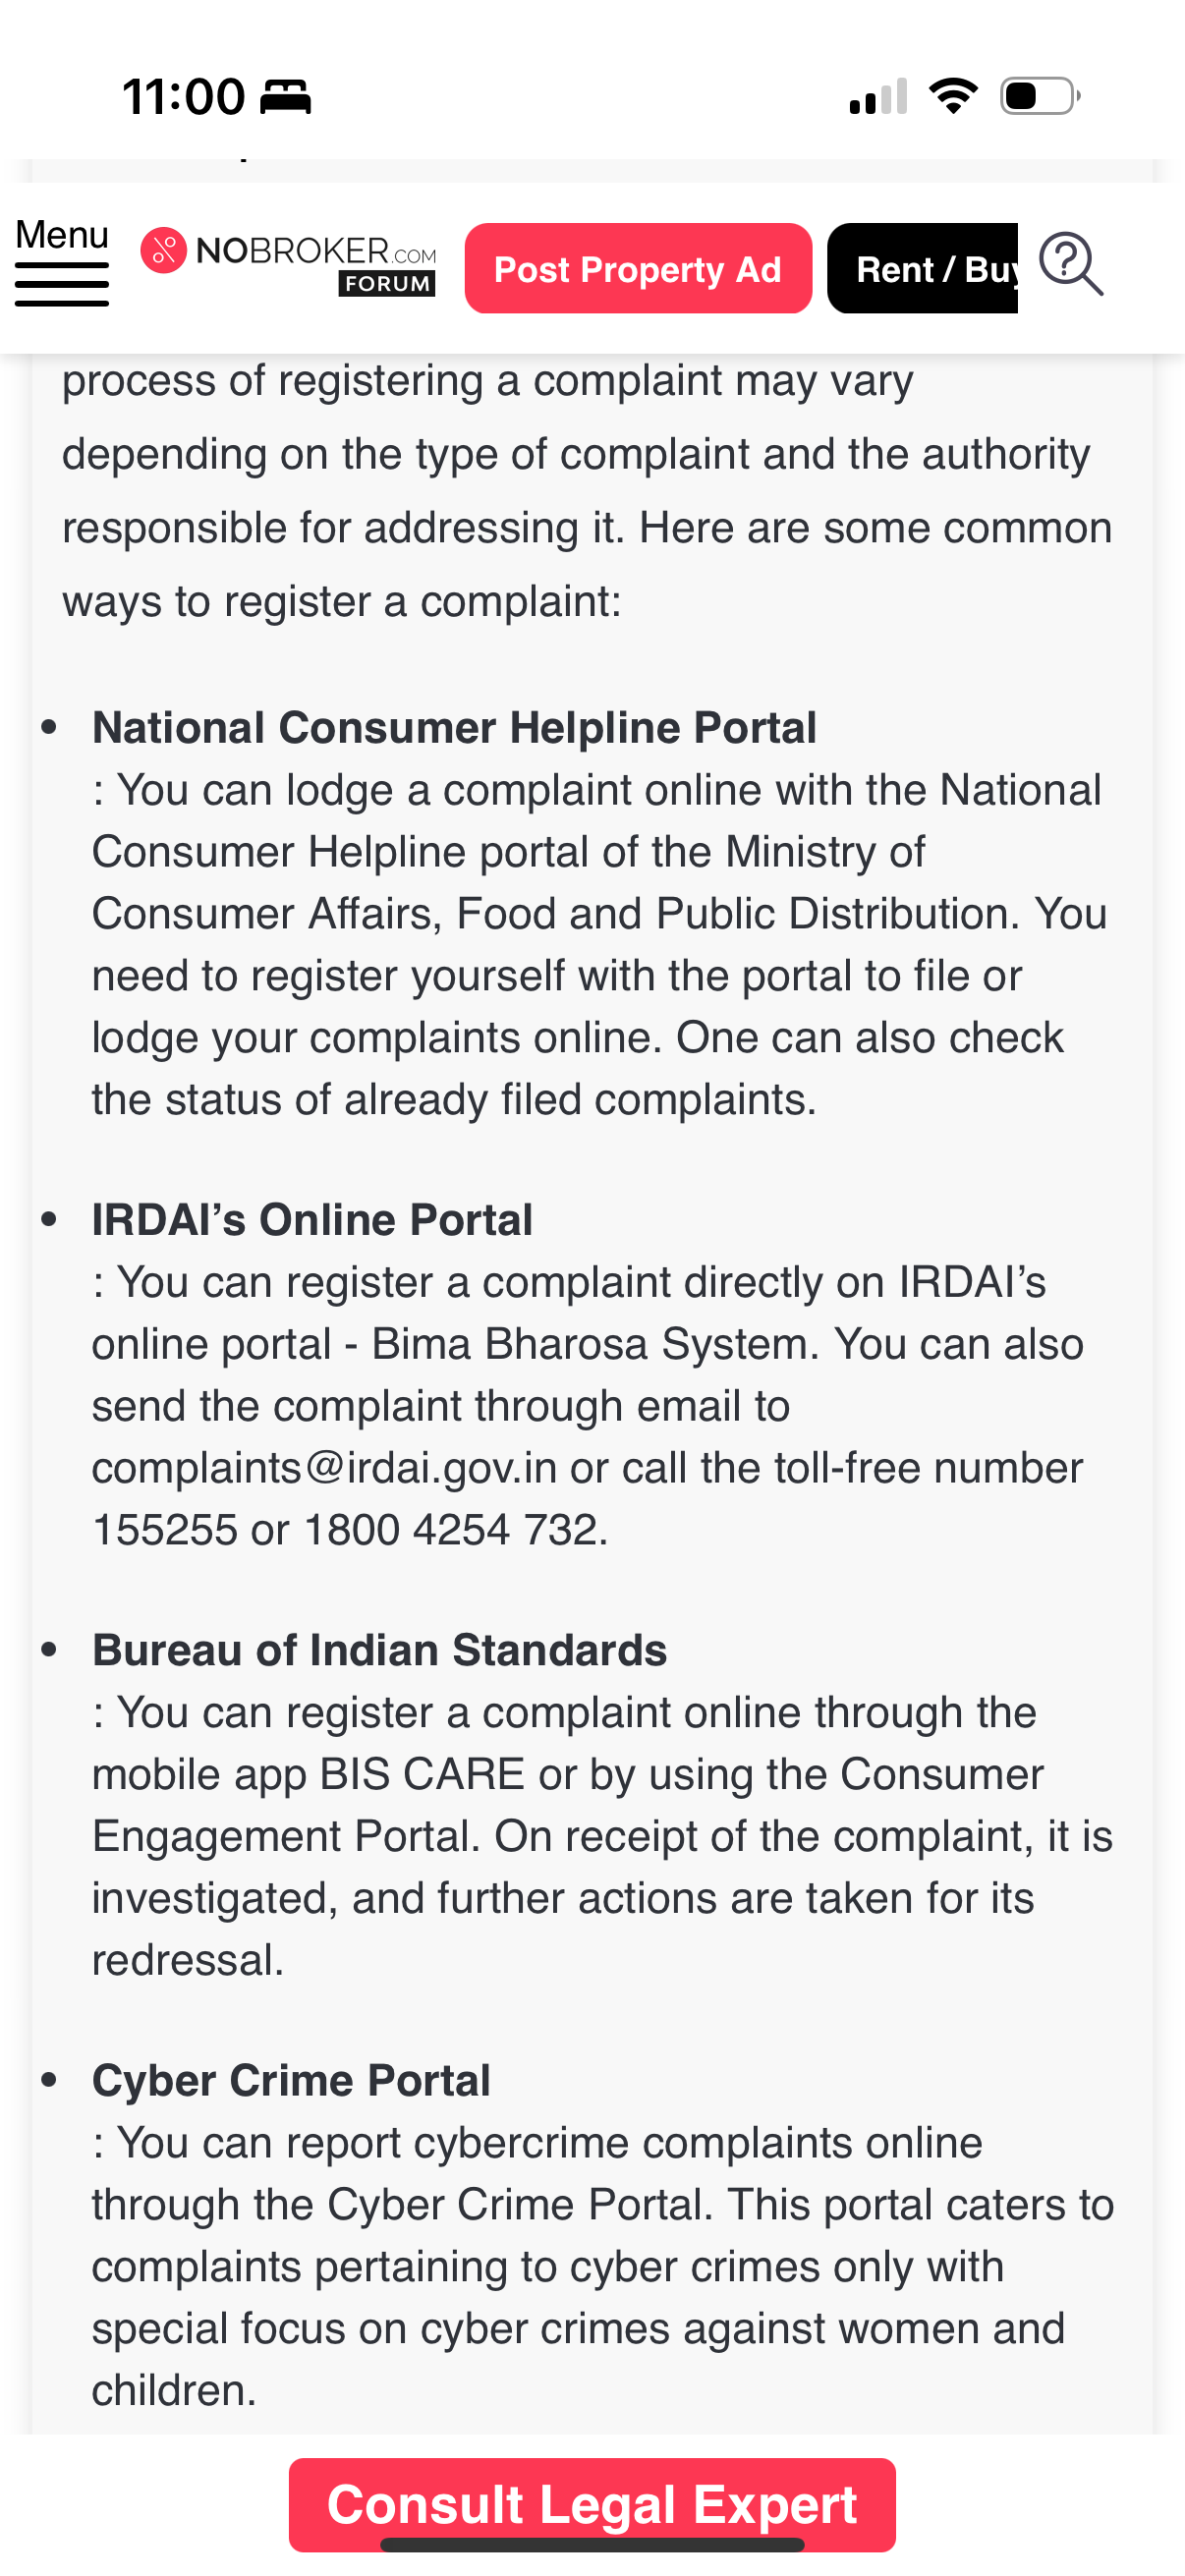 11:00
Menu
NOBROKER.COM
FORUM
Post Property Ad
Rent / Buy
process of registering a complaint may vary
depending on the type of complaint and the authority
responsible for addressing it. Here are some common
ways to register a complaint:
• National Consumer Helpline Portal
: You can lodge a complaint online with the National
Consumer Helpline portal of the Ministry of
Consumer Affairs, Food and Public Distribution. You
need to register yourself with the portal to file or
lodge your complaints online. One can also check
the status of already filed complaints.
• IRDAI’s Online Portal
: You can register a complaint directly on IRDAI’s
online portal - Bima Bharosa System. You can also
send the complaint through email to
complaints@irdai.gov.in or call the toll-free number
155255 or 1800 4254 732.
• Bureau of Indian Standards
: You can register a complaint online through the
mobile app BIS CARE or by using the Consumer
Engagement Portal. On receipt of the complaint, it is
investigated, and further actions are taken for its
redressal.
• Cyber Crime Portal
: You can report cybercrime complaints online
through the Cyber Crime Portal. This portal caters to
complaints pertaining to cyber crimes only with
special focus on cyber crimes against women and
children.
Consult Legal Expert